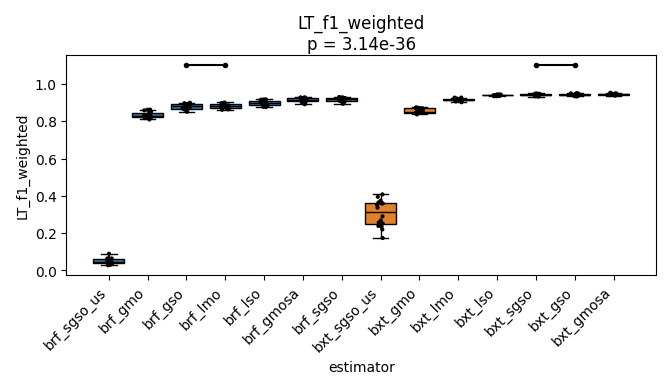 LT_f1_weighted
p = 3.14e-36
LT_f1_weighted
1.0
0.8
0.6
0.4
0.2
0.0
brf_sgso_us
brf_gmo
brf_gso
brf_lmo
brf_lso
brf_gmosa
brf_sgso
bxt_sgso_us
bxt_gmo
bxt_lmo
bxt_lso
bxt_sgso
bxt_gso
bxt_gmosa
estimator